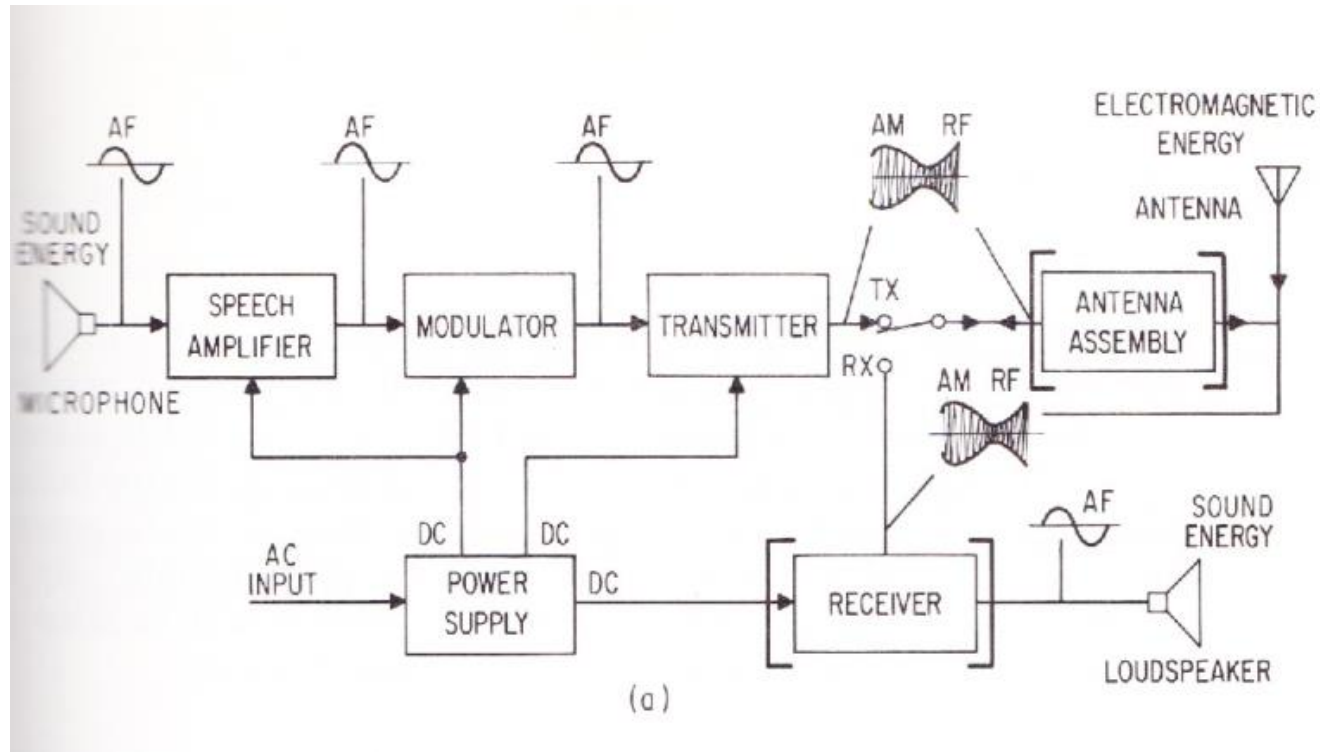 AF
AF
AF
AM RF
ELECTROMAGNETIC
ENERGY
ANTENNA
SOUND
ENERGY
SPEECH
AMPLIFIER
MODULATOR
TRANSMITTER
TX
ANTENNA
ASSEMBLY
RX
MICROPHONE
AM RF
DC
DC
AC
INPUT
POWER
SUPPLY
DC
RECEIVER
AF
SOUND
ENERGY
LOUDSPEAKER
(a)